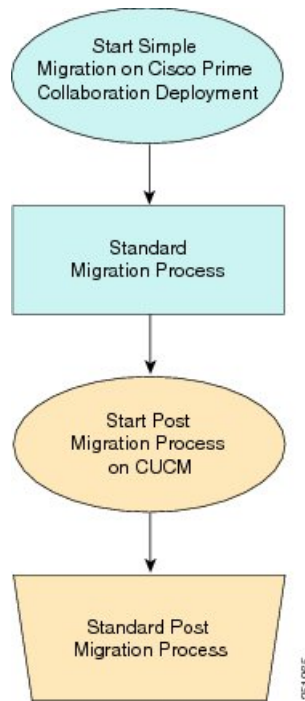 Start Simple
Migration on Cisco Prime
Collaboration Deployment
Standard
Migration Process
Start Post
Migration Process
on CUCM
Standard Post
Migration Process